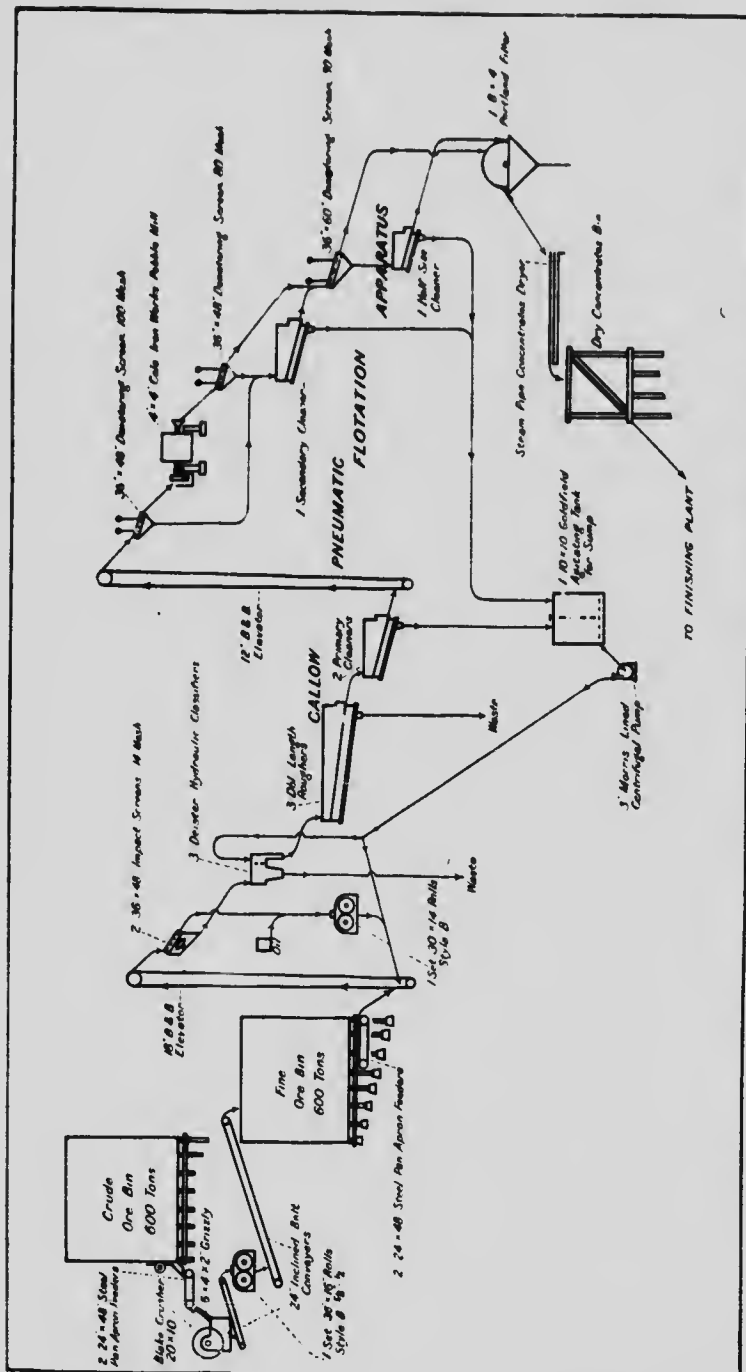 Crude
Ore Bin
600 Tons
2 24"×48" Steel
Pan Apron Feeders
Blake Crusher
20×10
6×4×2" Grizzly
24" Inclined Belt
Conveyors
1 Set 36"×16" Rolls
Style B
Fine
Ore Bin
600 Tons
2 24×48 Steel Pan Apron Feeders
18" B & B
Elevator
2 36×48 Impact Screens 14 Mesh
3 Deister Hydraulic Classifiers
Oil
1 Set 30×14 Rolls
Style B
Waste
3 Dbl Length
Roughers
CALLOW
2 Primary
Cleaners
Waste
12" B & B
Elevator
PNEUMATIC
FLOTATION
APPARATUS
36"×48" Dewatering Screen 100 Mesh
4'×4' Colo Iron Works Pebble Mill
36"×48" Dewatering Screen 80 Mesh
1 Secondary Cleaner
36"×60" Dewatering Screen 90 Mesh
1 Half Size
Cleaner
1 8×4
Portland Filter
Steam Pipe Concentrates Dryer
Dry Concentrates Bin
TO FINISHING PLANT
1 10×10 Goldfield
Agitating Tank
For Sump
3" Morris Lined
Centrifugal Pump